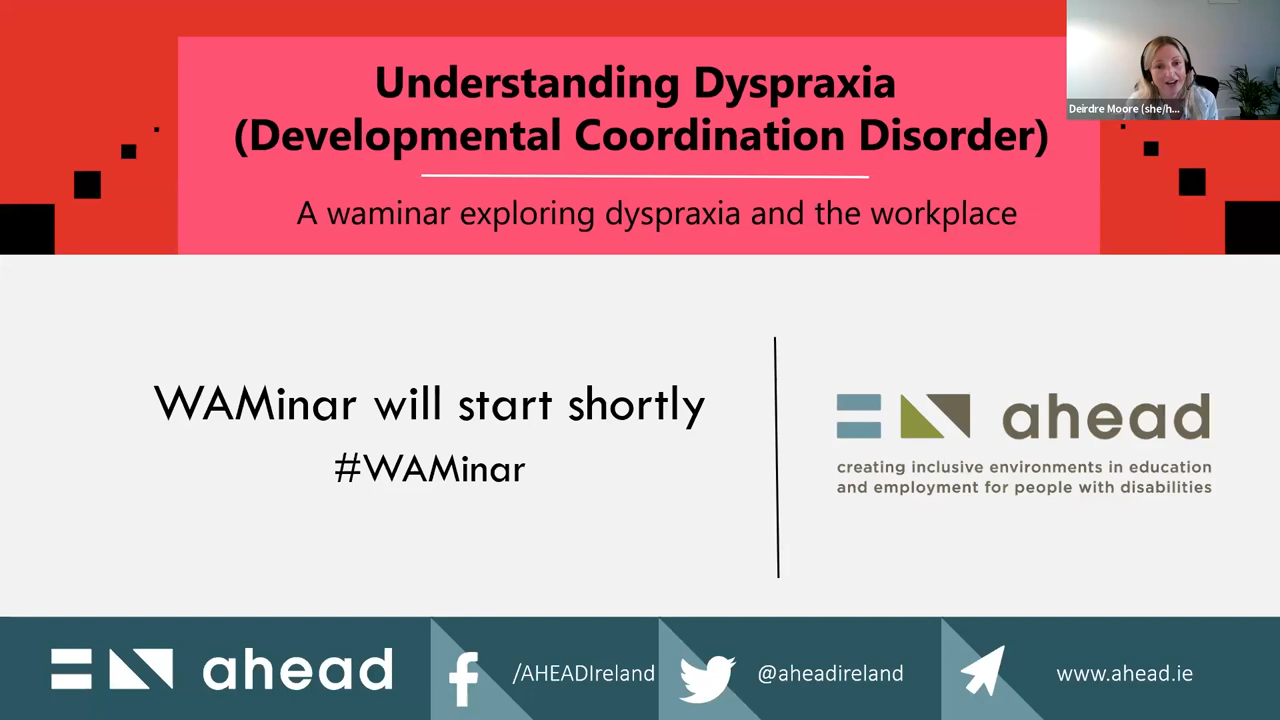 Understanding Dyspraxia
(Developmental Coordination Disorder)
A waminar exploring dyspraxia and the workplace
Deirdre Moore (she/h...
WAMinar will start shortly
#WAMinar
ahead
creating inclusive environments in education
and employment for people with disabilities
ahead
/AHEADIreland
@aheadireland
www.ahead.ie